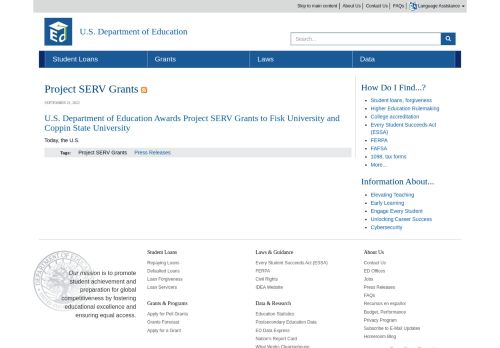 Skip to main content | About Us | Contact Us | FAQs | Language Assistance
ED
U.S. Department of Education
Search...
Student Loans Grants Laws Data
Project SERV Grants
U.S. Department of Education Awards Project SERV Grants to Fisk University and
Coppin State University
Today, the U.S.
Tags: Project SERV Grants Press Releases
How Do I Find...?
Student loans, forgiveness
Higher Education Rulemaking
College accreditation
Every Student Succeeds Act
(ESSA)
FERPA
FAFSA
1098, tax forms
More...
Information About...
Elevating Teaching
Early Learning
Engage Every Student
Unlocking Career Success
Cybersecurity
Our mission is to promote
student achievement and
preparation for global
competitiveness by fostering
educational excellence and
ensuring equal access.
Student Loans
Repaying Loans
Defaulted Loans
Loan Forgiveness
Loan Servicers
Grants & Programs
Apply for Pell Grants
Grants Forecast
Apply for a Grant
Laws & Guidance
Every Student Succeeds Act (ESSA)
FERPA
Civil Rights
IDEA Website
Data & Research
Education Statistics
Postsecondary Education Data
ED Data Express
Nation's Report Card
What Works Clearinghouse
About Us
Contact Us
ED Offices
Jobs
Press Releases
FAQs
Recursos en español
Budget, Performance
Privacy Program
Subscribe to E-Mail Updates
Homeroom Blog